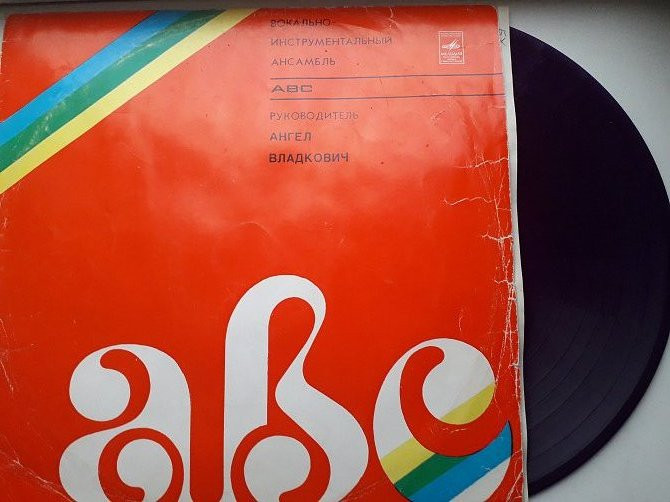 ВОКАЛЬНО-
ИНСТРУМЕНТАЛЬНЫЙ
АНСАМБЛЬ
АВС
РУКОВОДИТЕЛЬ
АНГЕЛ
ВЛАДКОВИЧ
abc